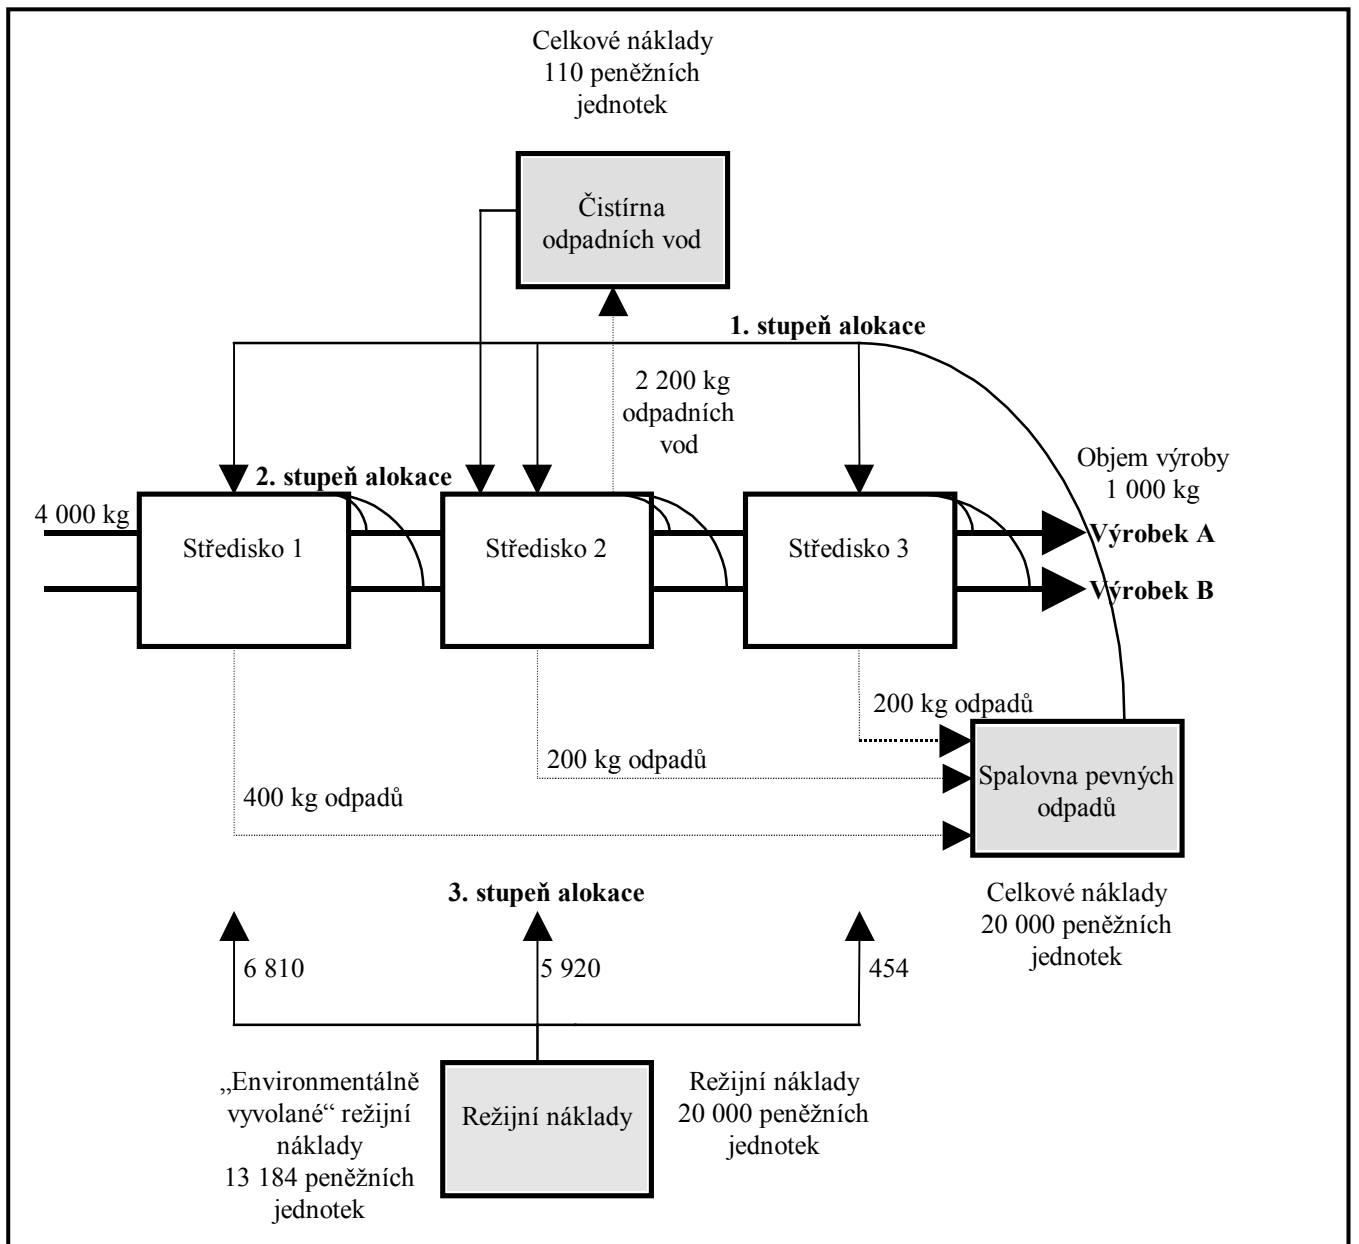 Celkové náklady
110 peněžních
jednotek
Čistírna
odpadních vod
1. stupeň alokace
2 200 kg
odpadních
vod
2. stupeň alokace
Objem výroby
1 000 kg
4 000 kg
Středisko 1
Středisko 2
Středisko 3
Výrobek A
Výrobek B
200 kg odpadů
200 kg odpadů
400 kg odpadů
Spalovna pevných
odpadů
3. stupeň alokace
Celkové náklady
20 000 peněžních
jednotek
6 810
5 920
454
„Environmentálně
vyvolané“ režijní
náklady
13 184 peněžních
jednotek
Režijní náklady
Režijní náklady
20 000 peněžních
jednotek